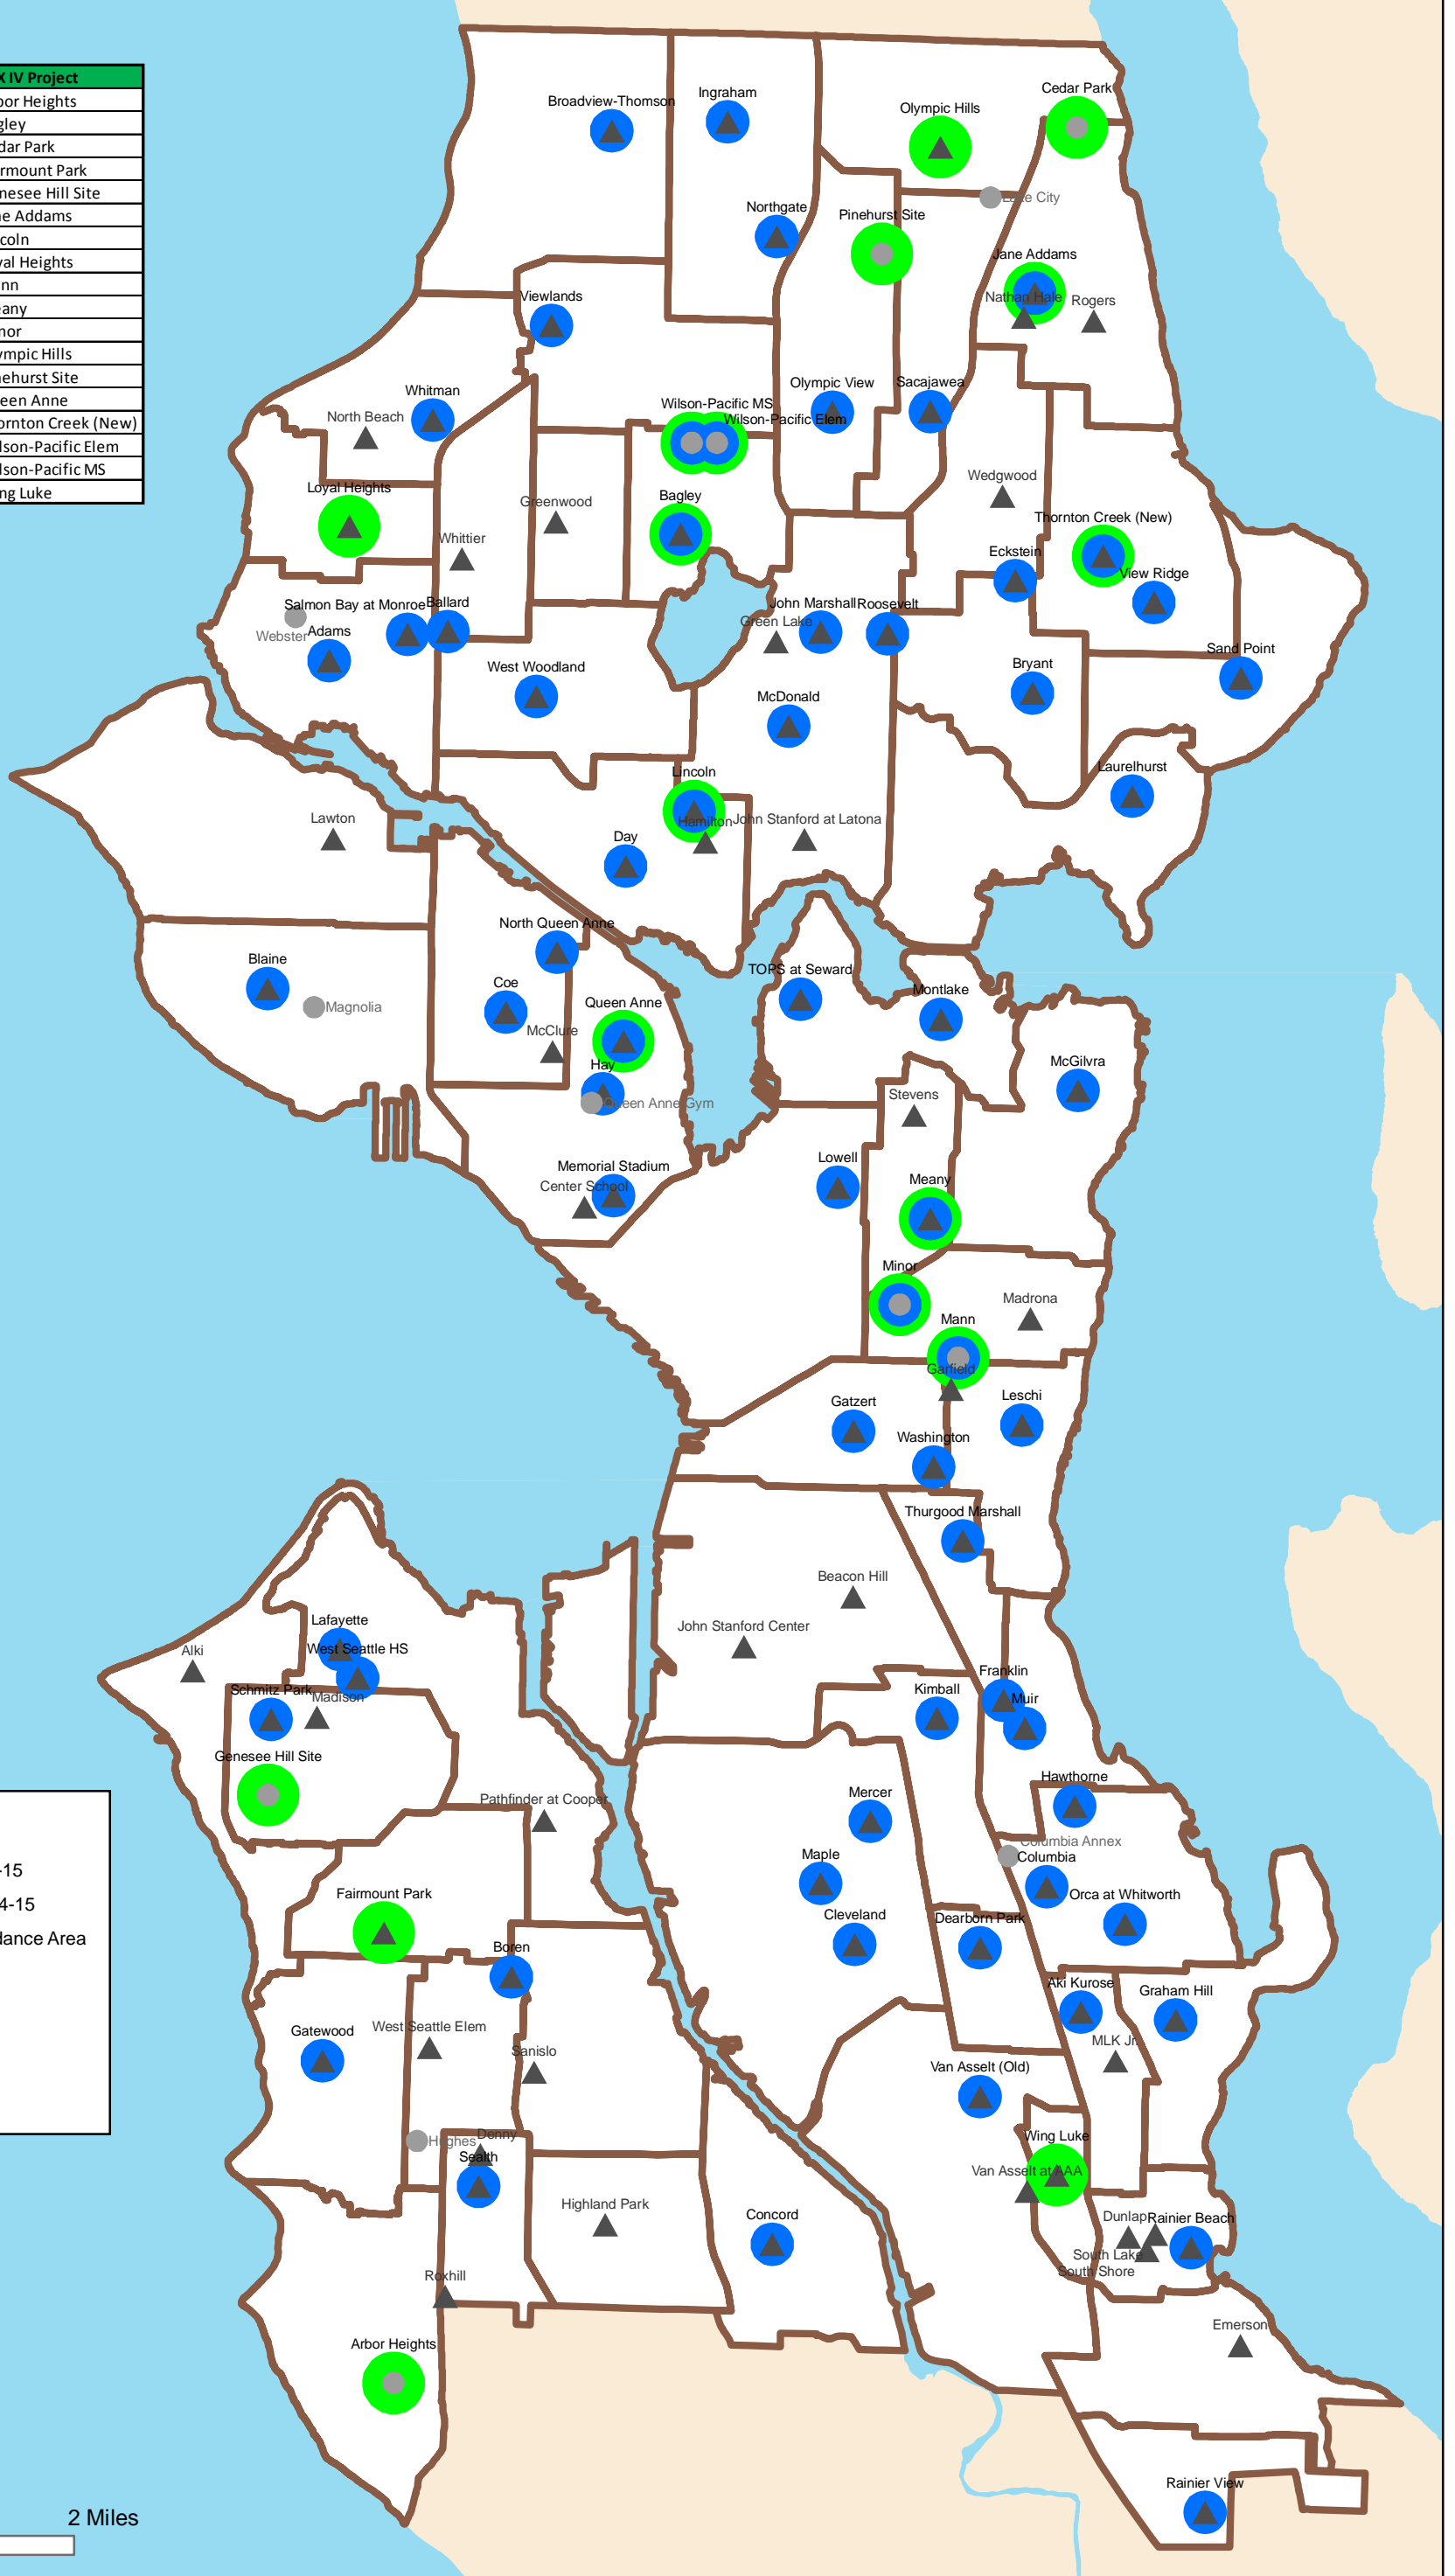 X IV Project
bor Heights
gley
dar Park
irmount Park
nesee Hill Site
ne Addams
coln
yal Heights
nn
eany
nor
ympic Hills
nehurst Site
een Anne
ornton Creek (New)
lson-Pacific Elem
lson-Pacific MS
ng Luke
Cedar Park
Ingraham
Broadview-Thomson
Olympic Hills
Lake City
Northgate
Pinehurst Site
Jane Addams
Nathan Hale
Rogers
Viewlands
Olympic View
Sacajawea
Whitman
North Beach
Wilson-Pacific MS
Wilson-Pacific Elem
Wedgwood
Loyal Heights
Bagley
Greenwood
Thornton Creek (New)
Whittier
Eckstein
View Ridge
Salmon Bay at Monroe
Ballard
John Marshall
Roosevelt
Green Lake
Webster
Adams
Sand Point
West Woodland
Bryant
McDonald
Lincoln
Laurelhurst
Lawton
Hamilton
John Stanford at Latona
Day
North Queen Anne
Blaine
TOPS at Seward
Coe
Montlake
Magnolia
Queen Anne
McClure
McGilvra
Hay
Queen Anne Gym
Stevens
Lowell
Memorial Stadium
Center School
Meany
Minor
Madrona
Mann
Garfield
Gatzert
Leschi
Washington
Thurgood Marshall
Beacon Hill
Lafayette
John Stanford Center
Alki
West Seattle HS
Franklin
Schmitz Park
Madison
Kimball
Muir
Genesee Hill Site
Hawthorne
Pathfinder at Cooper
Mercer
Columbia Annex
Maple
Columbia
-15
Fairmount Park
Orca at Whitworth
4-15
Cleveland
Dearborn Park
dance Area
Boren
Aki Kurose
Graham Hill
West Seattle Elem
Gatewood
MLK Jr.
Sanislo
Van Asselt (Old)
Denny
Hughes
Wing Luke
Sealth
Van Asselt at AAA
Highland Park
Concord
Dunlap
Rainier Beach
South Lake
South Shore
Roxhill
Emerson
Arbor Heights
Rainier View
2 Miles